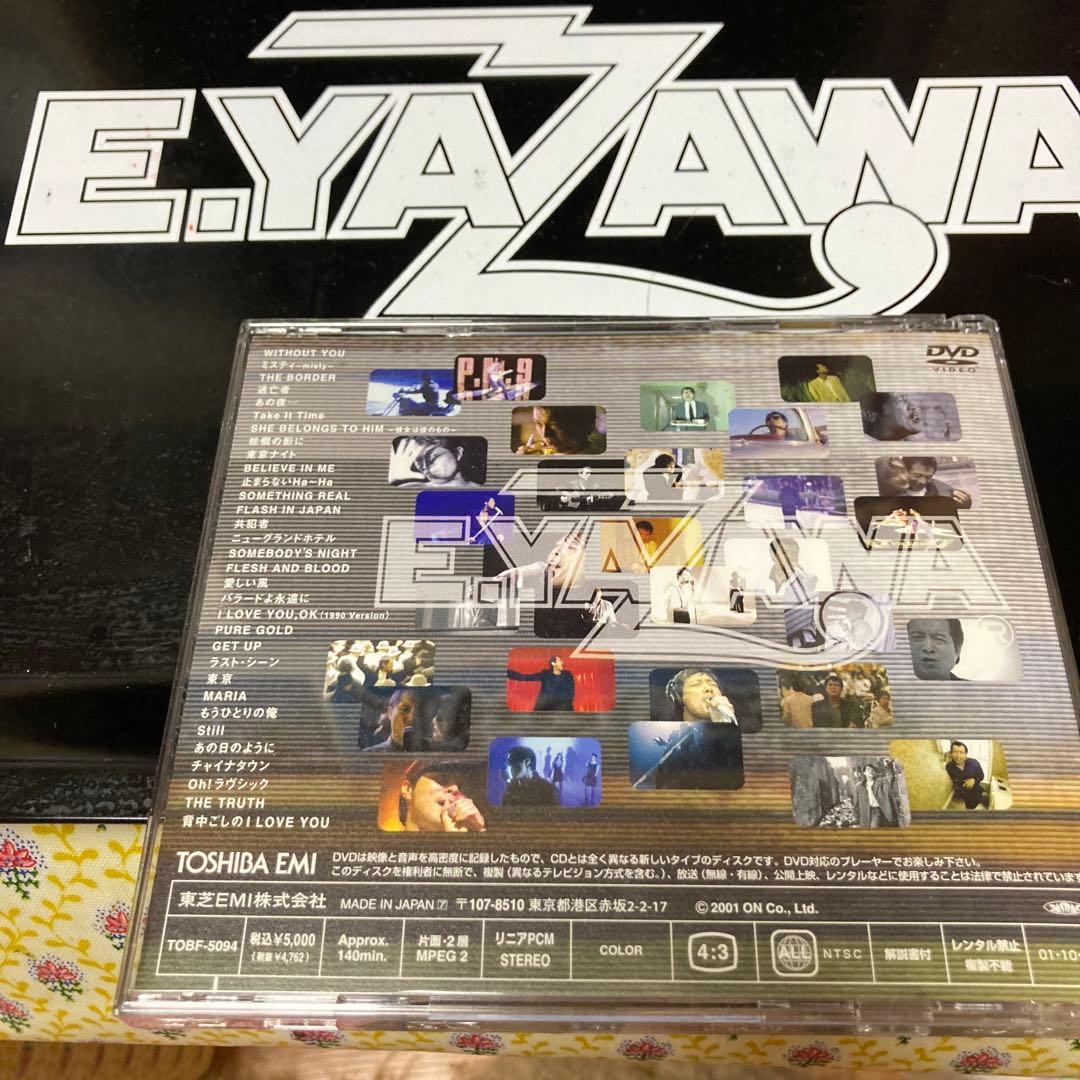 E.YAZAWA
WITHOUT YOU
ミスティ-misty-
THE BORDER
逃亡者
あの夜…
Take It Time
SHE BELONGS TO HIM -彼女は彼のもの-
棕櫚の影に
東京ナイト
BELIEVE IN ME
止まらないHa〜Ha
SOMETHING REAL
FLASH IN JAPAN
共犯者
ニューグランドホテル
SOMEBODY'S NIGHT
FLESH AND BLOOD
愛しい風
バラードよ永遠に
I LOVE YOU,OK(1990 Version)
PURE GOLD
GET UP
ラスト・シーン
東京
MARIA
もうひとりの俺
Still
あの日のように
チャイナタウン
Oh!ラヴシック
THE TRUTH
背中ごしのI LOVE YOU
DVD
VIDEO
P.M.9
E.YAZAWA
TOSHIBA EMI
DVDは映像と音声を高密度に記録したもので、CDとは全く異なる新しいタイプのディスクです。DVD対応のプレーヤーでお楽しみ下さい。
このディスクを権利者に無断で、複製(異なるテレビジョン方式を含む。)、放送(無線・有線)、公開上映、レンタルなどに使用することは法律で禁止されています
東芝EMI株式会社 MADE IN JAPAN 〒107-8510 東京都港区赤坂2-2-17 ©2001 ON Co., Ltd.
TOBF-5094
税込¥5,000
(税抜¥4,762)
Approx.
140min.
片面・2層
MPEG 2
リニアPCM
STEREO
COLOR
4:3
ALL
NTSC
解説書付
レンタル禁止
複製不能
01・10・